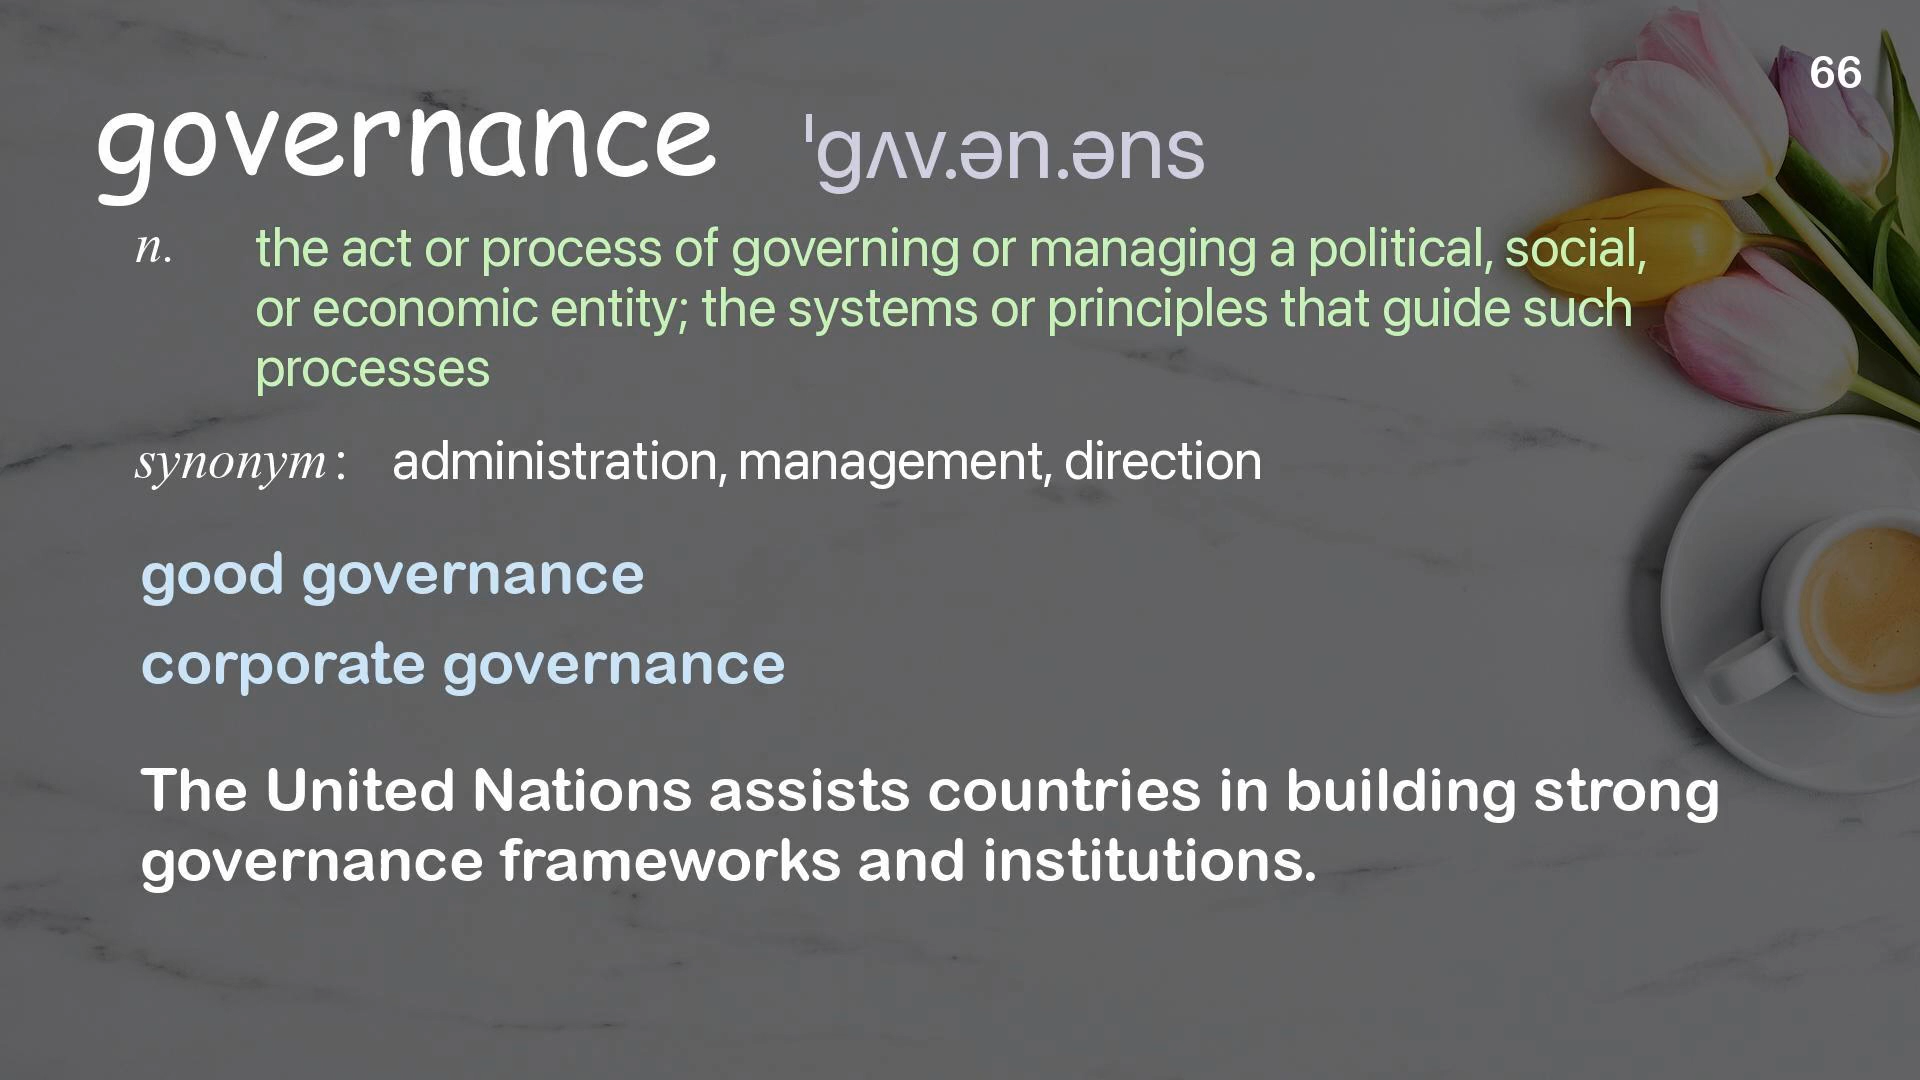 66
governance ˈgʌv.ən.əns
n. the act or process of governing or managing a political, social,
or economic entity; the systems or principles that guide such
processes
synonym: administration, management, direction
good governance
corporate governance
The United Nations assists countries in building strong
governance frameworks and institutions.